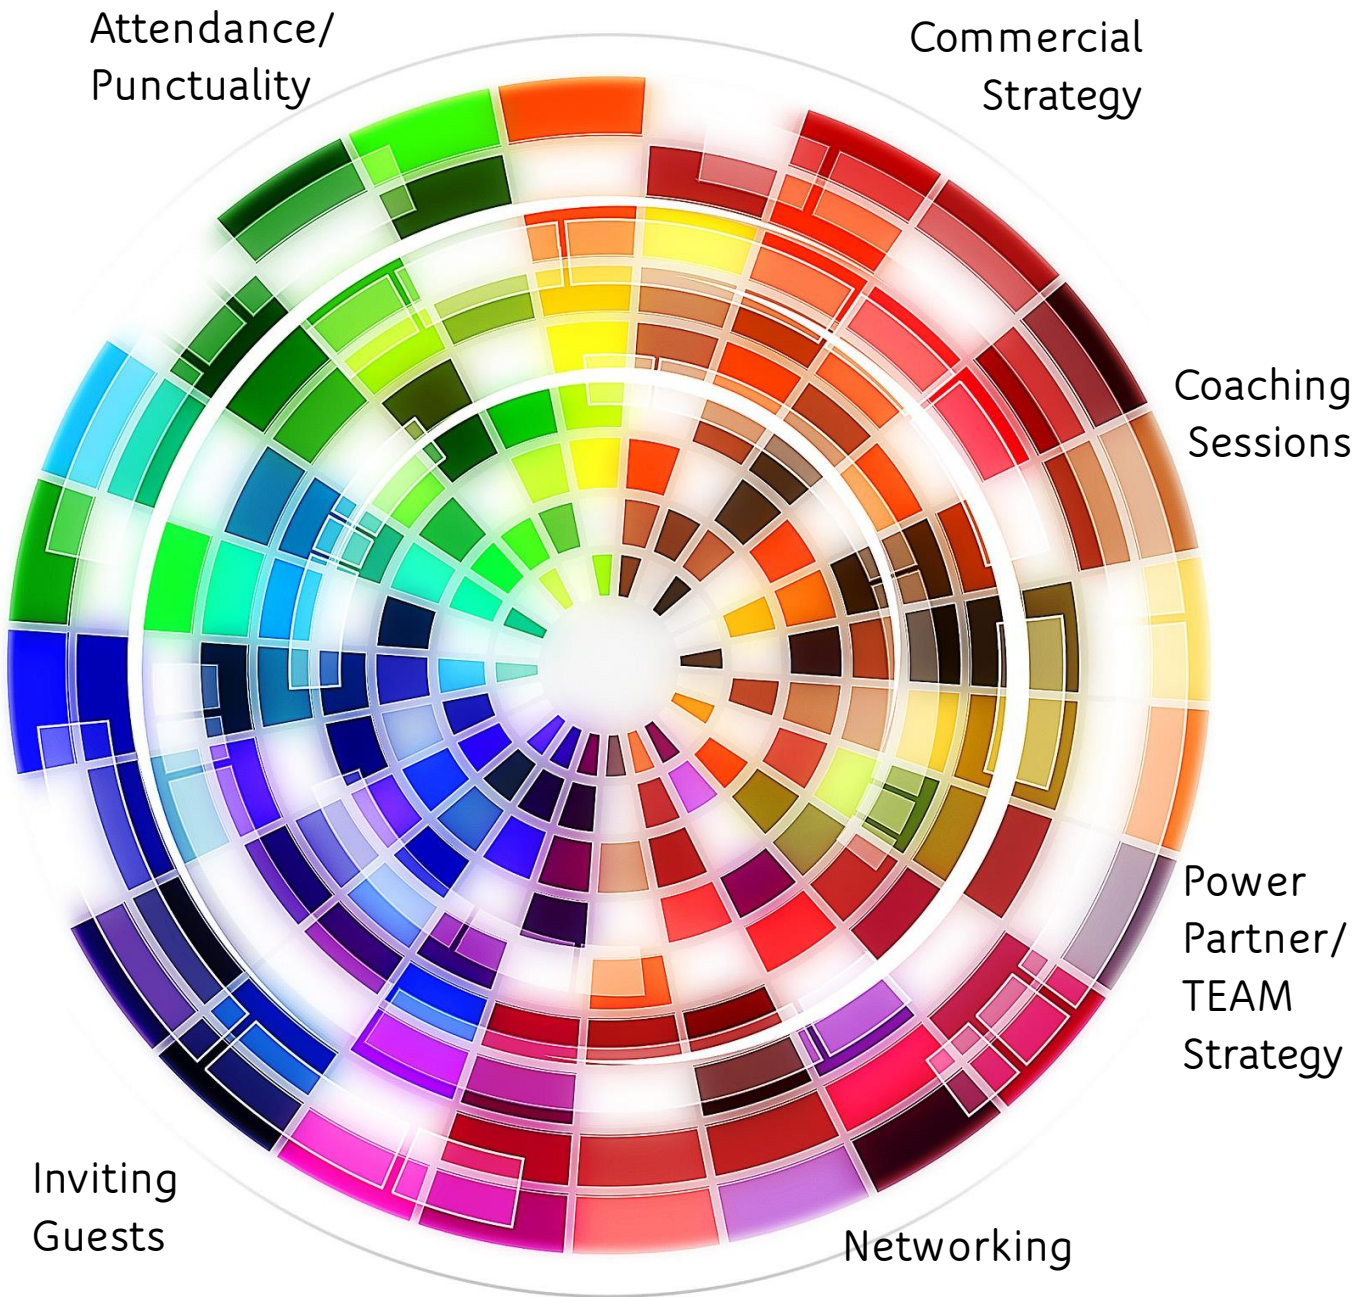 Attendance/
Punctuality
Commercial
Strategy
Coaching
Sessions
Power
Partner/
TEAM
Strategy
Inviting
Guests
Networking